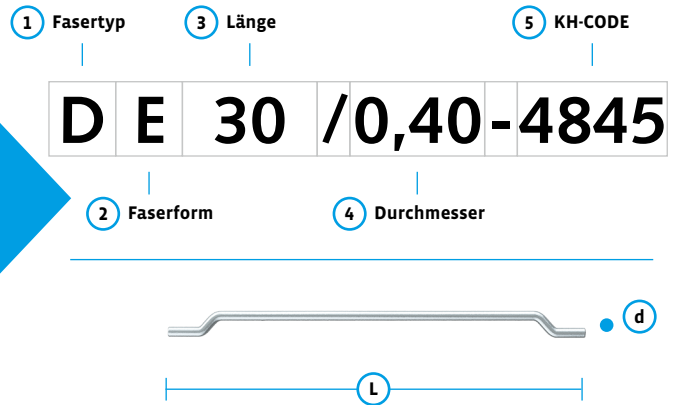 1 Fasertyp
3 Länge
5 KH-CODE
D E 30 /0,40-4845
2 Faserform
4 Durchmesser
d
L